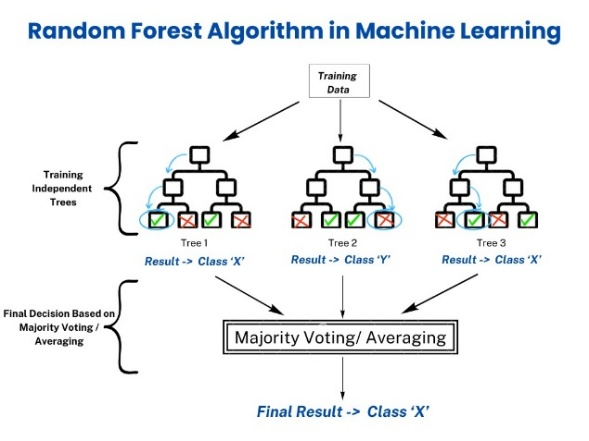 Random Forest Algorithm in Machine Learning
Training
Data
Training
Independent
Trees
Tree 1
Tree 2
Tree 3
Result -> Class ‘X’
Result -> Class ‘Y’
Result -> Class ‘X’
Final Decision Based on
Majority Voting /
Averaging
Majority Voting/ Averaging
Final Result -> Class ‘X’